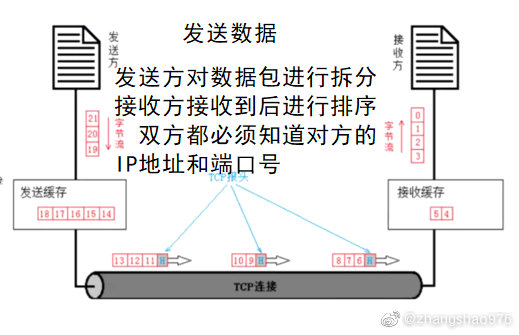 发送数据
发送方
接收方
发送方对数据包进行拆分
接收方接收到后进行排序
双方都必须知道对方的
IP地址和端口号
21
20
19
字节流
0
1
2
3
字节流
TCP报头
发送缓存
18 17 16 15 14
接收缓存
5 4
13 12 11 H
10 9 H
8 7 6 H
TCP连接
@zhangshao976